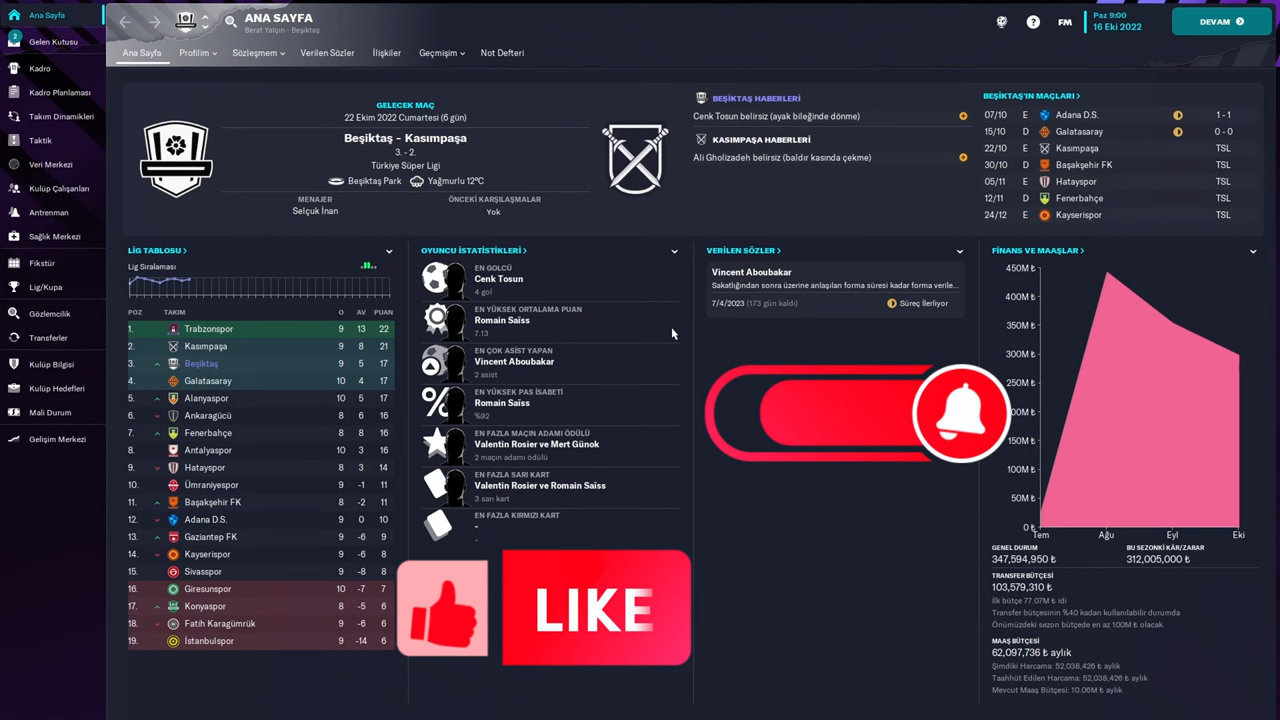 Ana Sayfa
2
Gelen Kutusu
Kadro
Kadro Planlaması
Takım Dinamikleri
Taktik
Veri Merkezi
Kulüp Çalışanları
Antrenman
Sağlık Merkezi
Fikstür
Lig/Kupa
Gözlemcilik
Transferler
Kulüp Bilgisi
Kulüp Hedefleri
Mali Durum
Gelişim Merkezi
ANA SAYFA
Berat Yalçın - Beşiktaş
?
FM
Paz 9:00
16 Eki 2022
DEVAM
Ana Sayfa
Profilim
Sözleşmem
Verilen Sözler
İlişkiler
Geçmişim
Not Defteri
GELECEK MAÇ
22 Ekim 2022 Cumartesi (6 gün)
Beşiktaş - Kasımpaşa
3. - 2.
Türkiye Süper Ligi
Beşiktaş Park Yağmurlu 12°C
MENAJER
Selçuk İnan
ÖNCEKİ KARŞILAŞMALAR
Yok
BEŞİKTAŞ HABERLERİ
Cenk Tosun belirsiz (ayak bileğinde dönme)
KASIMPAŞA HABERLERİ
Ali Gholizadeh belirsiz (baldır kasında çekme)
BEŞİKTAŞ'IN MAÇLARI >
07/10 E Adana D.S. 1 - 1
15/10 D Galatasaray 0 - 0
22/10 E Kasımpaşa TSL
30/10 D Başakşehir FK TSL
05/11 E Hatayspor TSL
12/11 D Fenerbahçe TSL
24/12 E Kayserispor TSL
LİG TABLOSU >
Lig Sıralaması
POZ TAKIM O AV PUAN
1. Trabzonspor 9 13 22
2. Kasımpaşa 9 8 21
3. Beşiktaş 9 5 17
4. Galatasaray 10 4 17
5. Alanyaspor 10 5 17
6. Ankaragücü 8 6 16
7. Fenerbahçe 8 8 16
8. Antalyaspor 10 3 16
9. Hatayspor 8 3 14
10. Ümraniyespor 9 -1 11
11. Başakşehir FK 8 -2 11
12. Adana D.S. 9 0 10
13. Gaziantep FK 9 -6 9
14. Kayserispor 9 -6 8
15. Sivasspor 9 -8 8
16. Giresunspor 10 -7 7
17. Konyaspor 8 -5 6
18. Fatih Karagümrük 9 -6 6
19. İstanbulspor 9 -14 6
OYUNCU İSTATİSTİKLERİ >
EN GOLCÜ
Cenk Tosun
4 gol
EN YÜKSEK ORTALAMA PUAN
Romain Saïss
7.13
EN ÇOK ASİST YAPAN
Vincent Aboubakar
2 asist
%
EN YÜKSEK PAS İSABETİ
Romain Saïss
%92
EN FAZLA MAÇIN ADAMI ÖDÜLÜ
Valentin Rosier ve Mert Günok
2 maçın adamı ödülü
EN FAZLA SARI KART
Valentin Rosier ve Romain Saïss
3 sarı kart
EN FAZLA KIRMIZI KART
-
-
LIKE
VERİLEN SÖZLER >
Vincent Aboubakar
Sakatlığından sonra üzerine anlaşılan forma süresi kadar forma verile...
7/4/2023 (173 gün kaldı) Süreç İlerliyor
FİNANS VE MAAŞLAR >
450M ₺
400M ₺
350M ₺
300M ₺
250M ₺
200M ₺
150M ₺
100M ₺
50M ₺
0 ₺
Tem Ağu Eyl Eki
GENEL DURUM
347,594,950 ₺
BU SEZONKİ KÂR/ZARAR
312,005,000 ₺
TRANSFER BÜTÇESİ
103,579,310 ₺
İlk bütçe 77.07M ₺ idi
Transfer bütçesinin %40 kadarı kullanılabilir durumda
Önümüzdeki sezon bütçesi en az 100M ₺ olacak.
MAAŞ BÜTÇESİ
62,097,736 ₺ aylık
Şimdiki Harcama: 52,038,426 ₺ aylık
Taahhüt Edilen Harcama: 52,038,426 ₺ aylık
Mevcut Maaş Bütçesi: 10.06M ₺ aylık